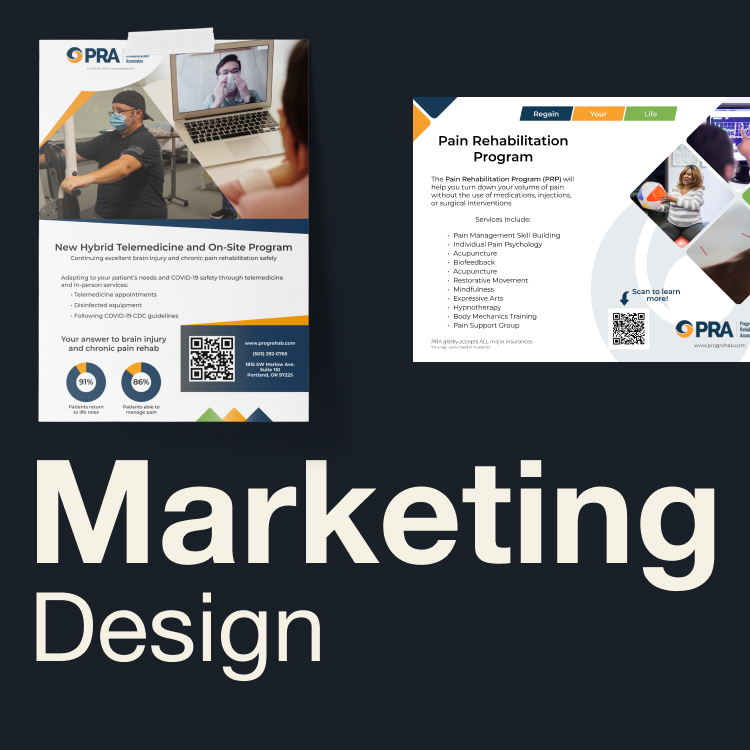 PRA
Associates
New Hybrid Telemedicine and On-Site Program
Continuing excellent brain injury and chronic pain rehabilitation safely
Adapting to your patient's needs and COVID-19 safety through telemedicine
and in-person services:
• Telemedicine appointments
• Disinfected equipment
• Following COVID-19 CDC guidelines
Your answer to brain injury
and chronic pain rehab
91%
86%
Patients return
to life roles
Patients able to
manage pain
www.progrehab.com
(503) 292-0765
1815 SW Marlow Ave.
Suite 110
Portland, OR 97225
Regain Your Life
Pain Rehabilitation
Program
The Pain Rehabilitation Program (PRP) will
help you turn down your volume of pain
without the use of medications, injections,
or surgical interventions
Services Include:
• Pain Management Skill Building
• Individual Pain Psychology
• Acupuncture
• Biofeedback
• Acupuncture
• Restorative Movement
• Mindfulness
• Expressive Arts
• Hypnotherapy
• Body Mechanics Training
• Pain Support Group
PRA gladly accepts ALL major insurances
Scan to learn
more!
PRA
www.progrehab.com
Marketing
Design